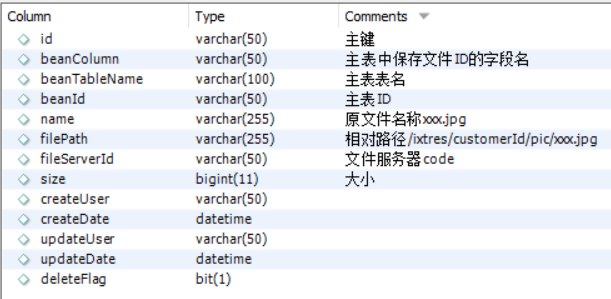 Column Type Comments
id varchar(50) 主键
beanColumn varchar(50) 主表中保存文件ID的字段名
beanTableName varchar(100) 主表表名
beanId varchar(50) 主表ID
name varchar(255) 原文件名称xxx.jpg
filePath varchar(255) 相对路径/ixtres/customerId/pic/xxx.jpg
fileServerId varchar(50) 文件服务器code
size bigint(11) 大小
createUser varchar(50)
createDate datetime
updateUser varchar(50)
updateDate datetime
deleteFlag bit(1)